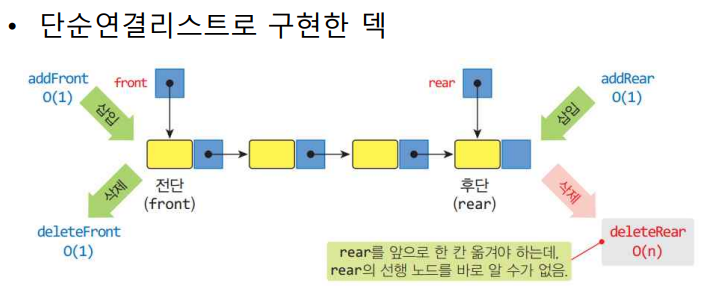 • 단순연결리스트로 구현한 덱
addFront
O(1)
front
rear
addRear
O(1)
삽입
삽입
삭제
전단
(front)
후단
(rear)
삭제
deleteFront
O(1)
deleteRear
O(n)
rear를 앞으로 한 칸 옮겨야 하는데,
rear의 선행 노드를 바로 알 수가 없음.